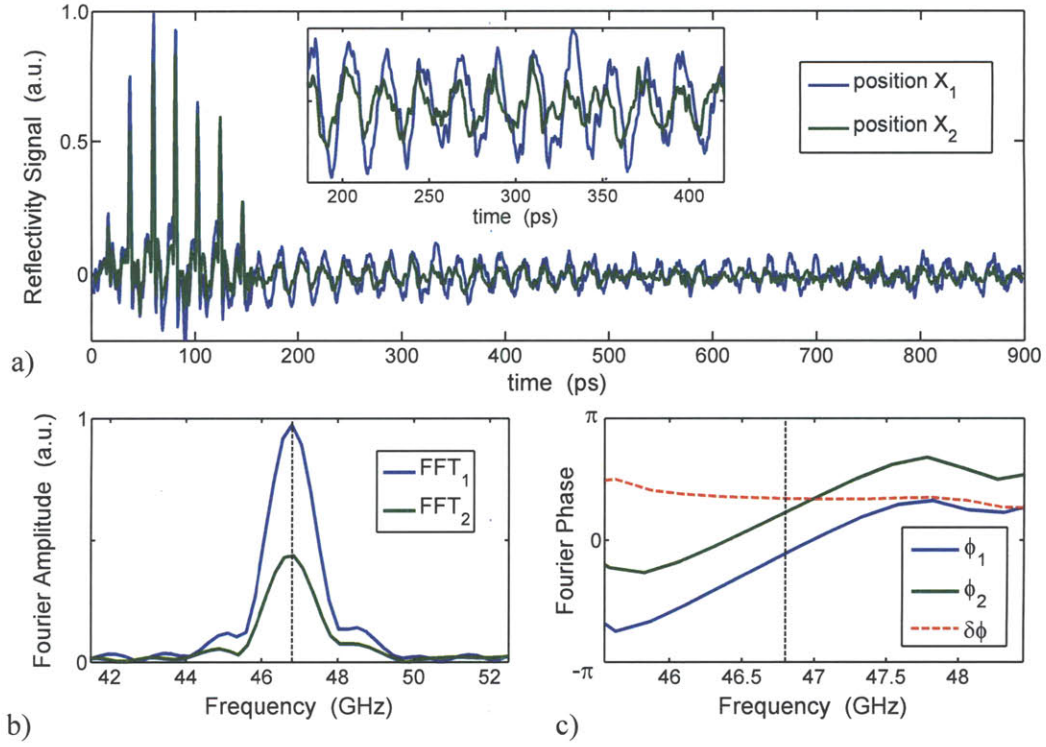 Reflectivity Signal (a.u.)
1.0
0.5
0
200 250 300 350 400
time (ps)
position X1
position X2
0 100 200 300 400 500 600 700 800 900
time (ps)
a)
Fourier Amplitude (a.u.)
1
0
FFT1
FFT2
42 44 46 48 50 52
Frequency (GHz)
b)
Fourier Phase
π
0
-π
ϕ1
ϕ2
δϕ
46 46.5 47 47.5 48
Frequency (GHz)
c)